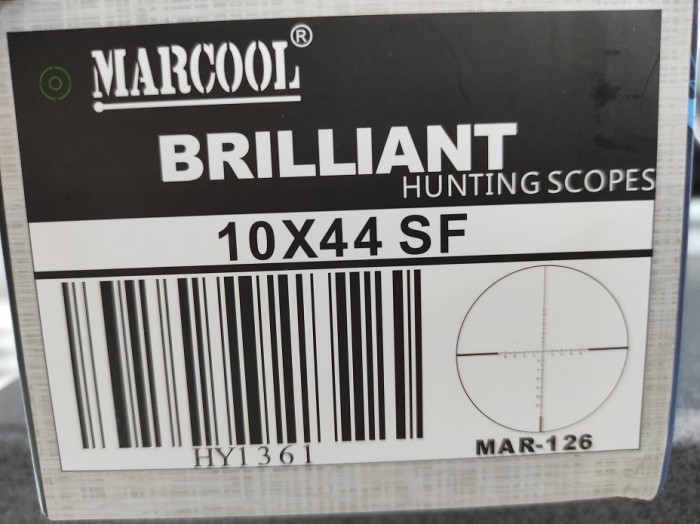 MARCOOL®
BRILLIANT
HUNTING SCOPES
10X44 SF
HY1361
MAR-126